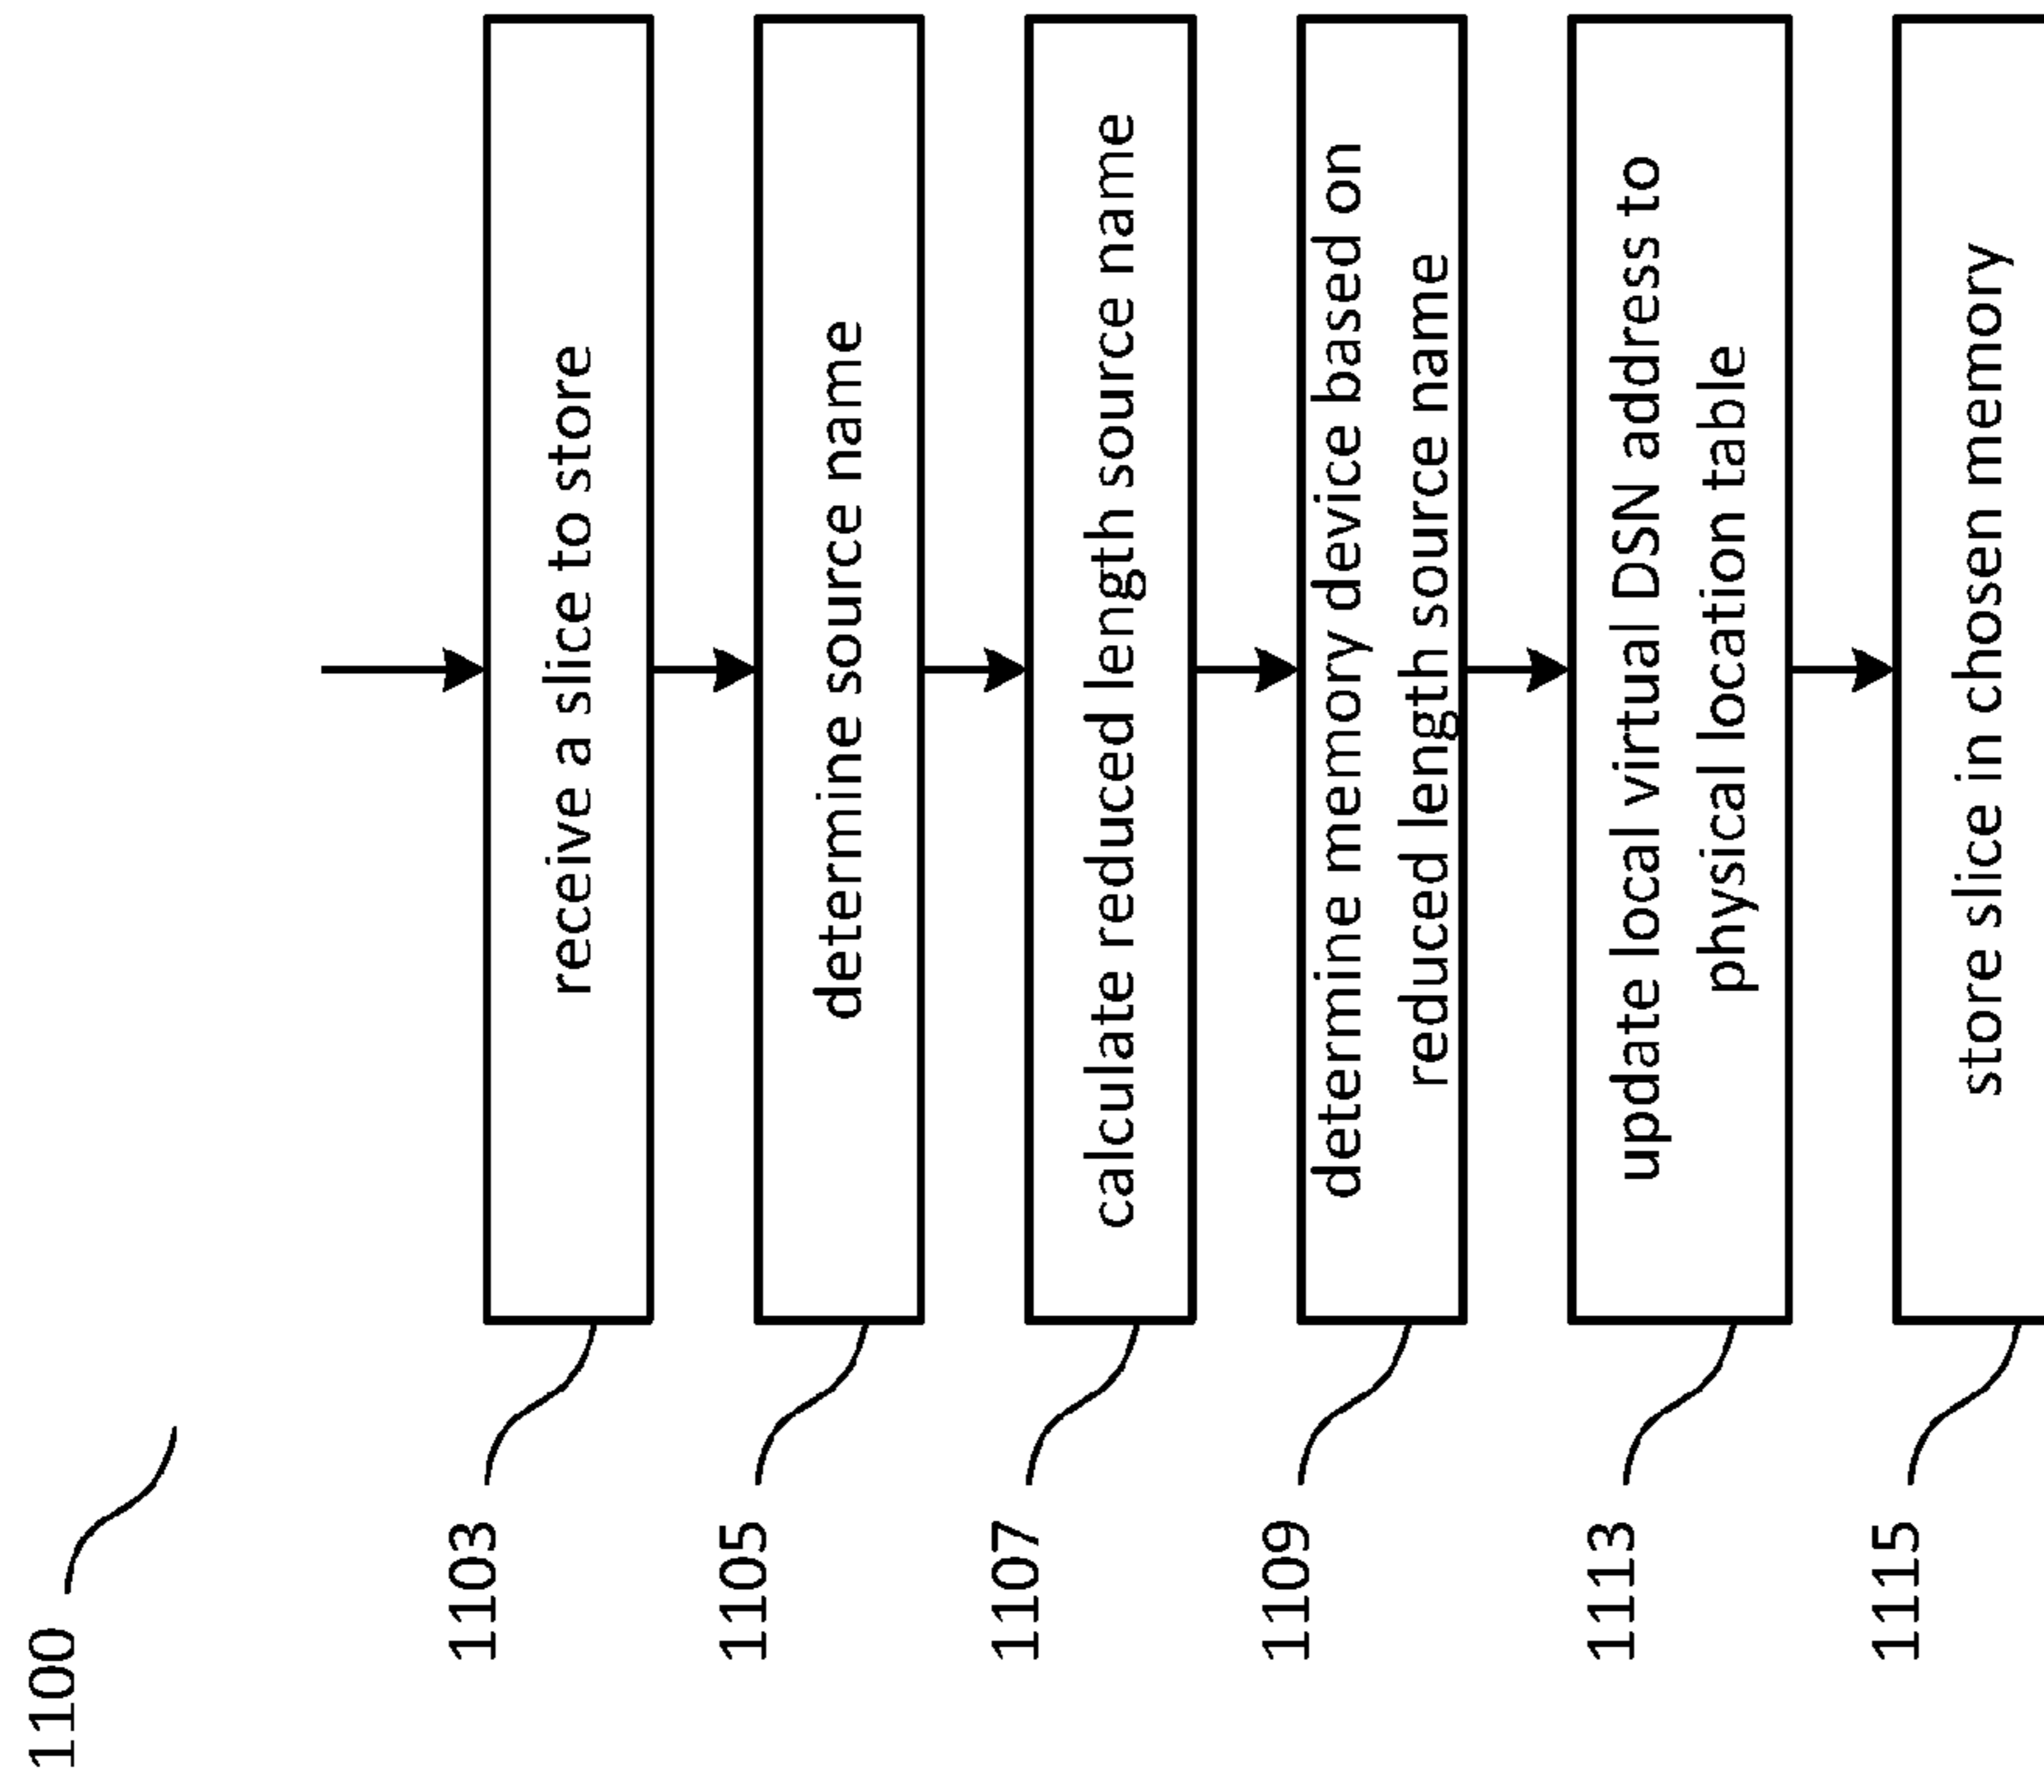 1100
1103
receive a slice to store
1105
determine source name
1107
calculate reduced length source name
1109
determine memory device based on
reduced length source name
1113
update local virtual DSN address to
physical location table
1115
store slice in chosen memory